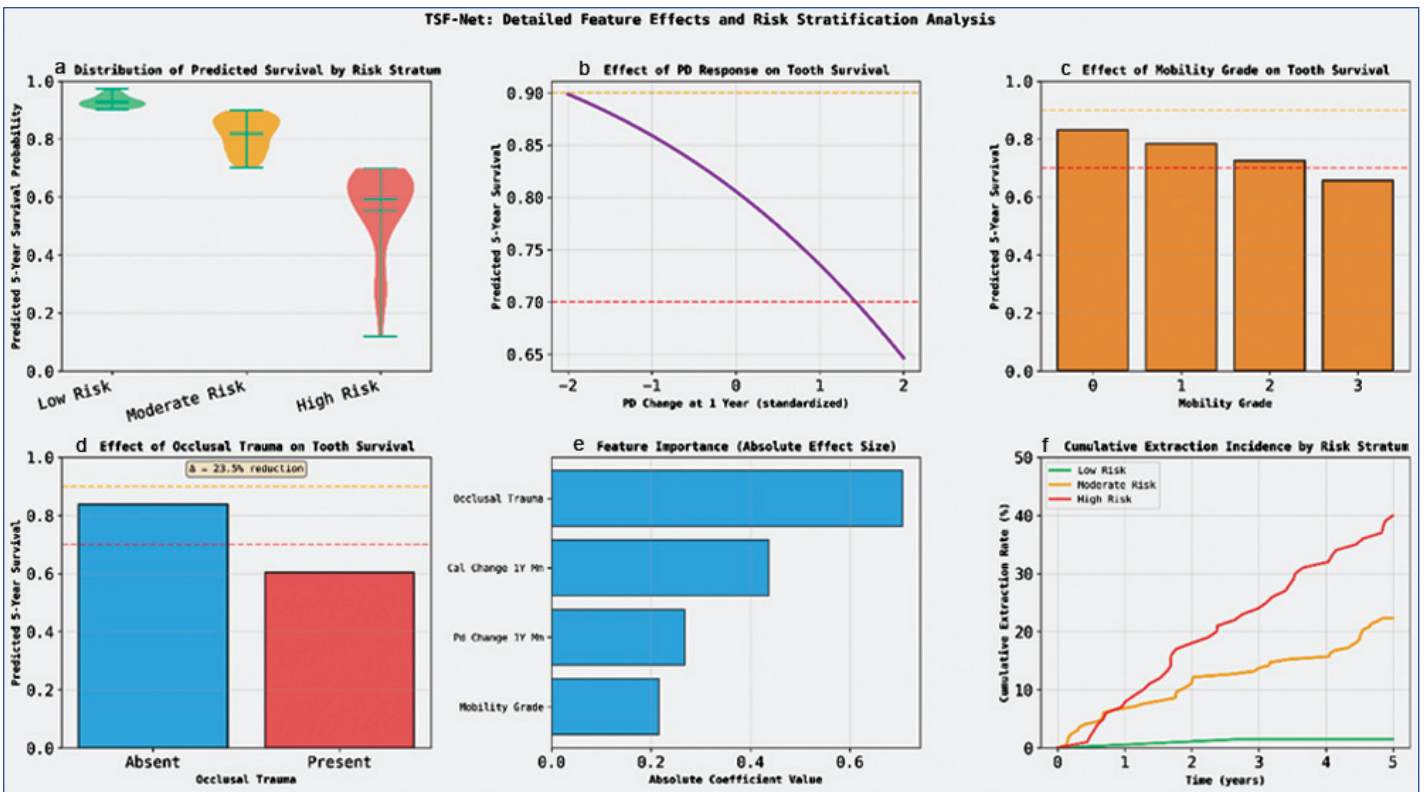 TSF-Net: Detailed Feature Effects and Risk Stratification Analysis
a Distribution of Predicted Survival by Risk Stratum
Predicted 5-Year Survival Probability
1.0
0.8
0.6
0.4
0.2
0.0
Low Risk
Moderate Risk
High Risk
b Effect of PD Response on Tooth Survival
Predicted 5-Year Survival
0.90
0.85
0.80
0.75
0.70
0.65
−2
−1
0
1
2
PD Change at 1 Year (standardized)
c Effect of Mobility Grade on Tooth Survival
Predicted 5-Year Survival
1.0
0.8
0.6
0.4
0.2
0.0
0
1
2
3
Mobility Grade
d Effect of Occlusal Trauma on Tooth Survival
Δ = 23.5% reduction
Predicted 5-Year Survival
1.0
0.8
0.6
0.4
0.2
0.0
Absent
Present
Occlusal Trauma
e Feature Importance (Absolute Effect Size)
Occlusal Trauma
Cal Change 1Y Mn
Pd Change 1Y Mn
Mobility Grade
0.0
0.2
0.4
0.6
Absolute Coefficient Value
f Cumulative Extraction Incidence by Risk Stratum
Low Risk
Moderate Risk
High Risk
Cumulative Extraction Rate (%)
50
40
30
20
10
0
0
1
2
3
4
5
Time (years)